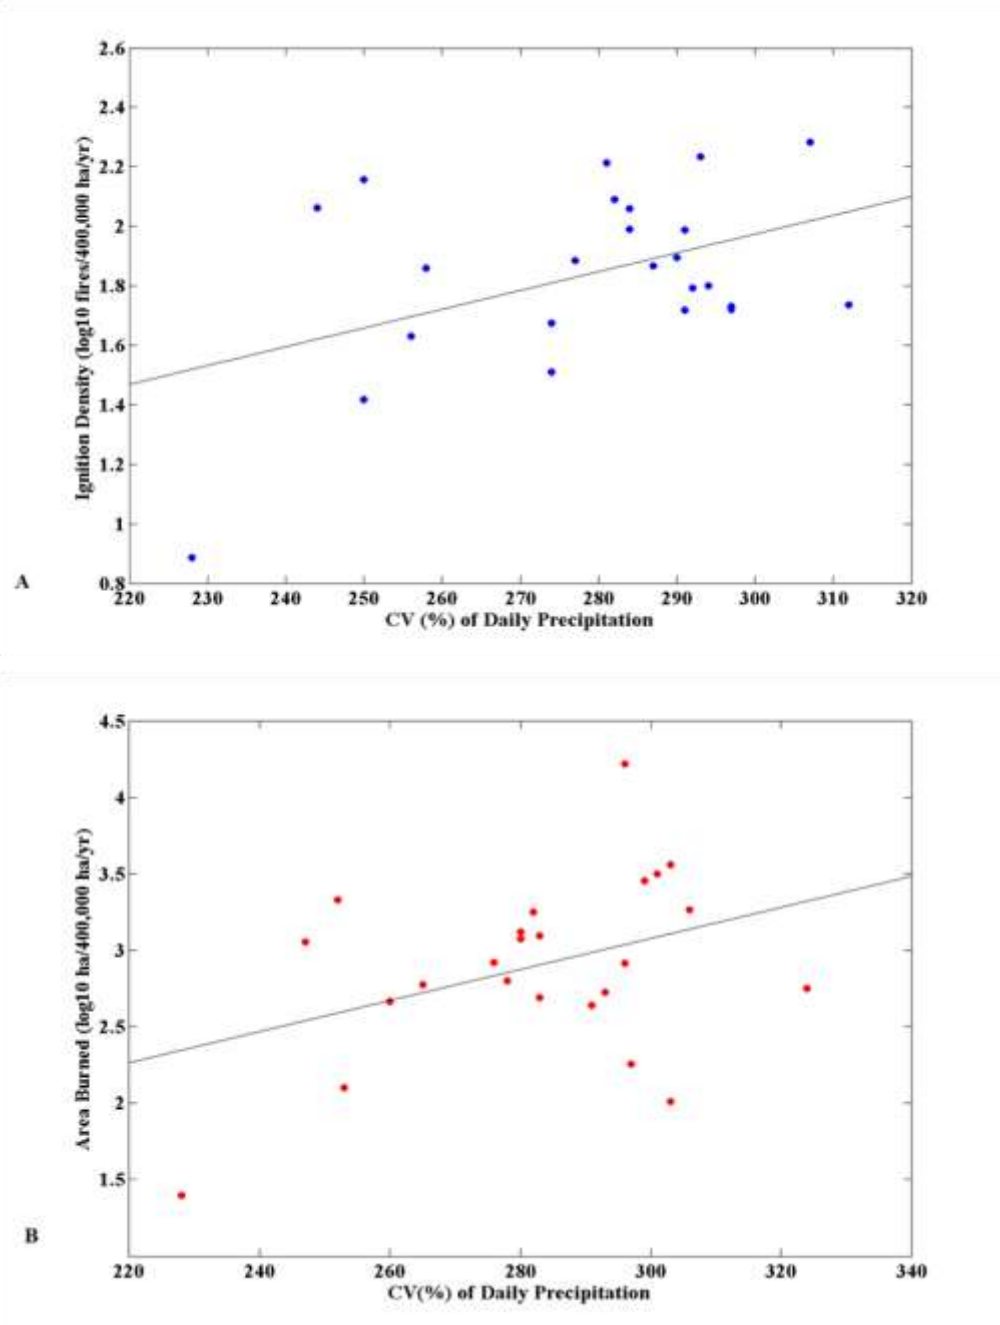 2.6
2.4
2.2
2
1.8
1.6
1.4
1.2
1
0.8
Ignition Density (log10 fires/400,000 ha/yr)
A
220 230 240 250 260 270 280 290 300 310 320
CV (%) of Daily Precipitation
4.5
4
3.5
3
2.5
2
1.5
Area Burned (log10 ha/400,000 ha/yr)
B
220 240 260 280 300 320 340
CV(%) of Daily Precipitation